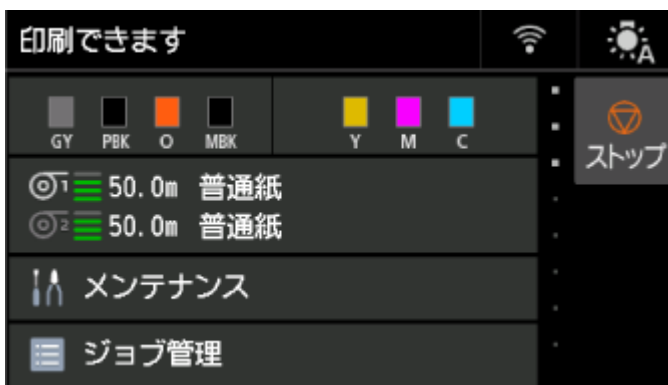 印刷できます
A
GY PBK O MBK Y M C
ストップ
1 50.0m 普通紙
2 50.0m 普通紙
メンテナンス
ジョブ管理